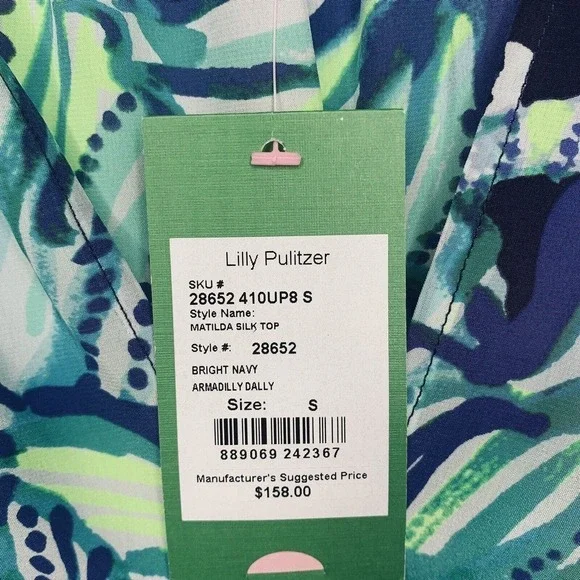 Lilly Pulitzer
SKU #
28652 410UP8 S
Style Name:
MATILDA SILK TOP
Style #: 28652
BRIGHT NAVY
ARMADILLY DALLY
Size: S
889069 242367
Manufacturer's Suggested Price
$158.00